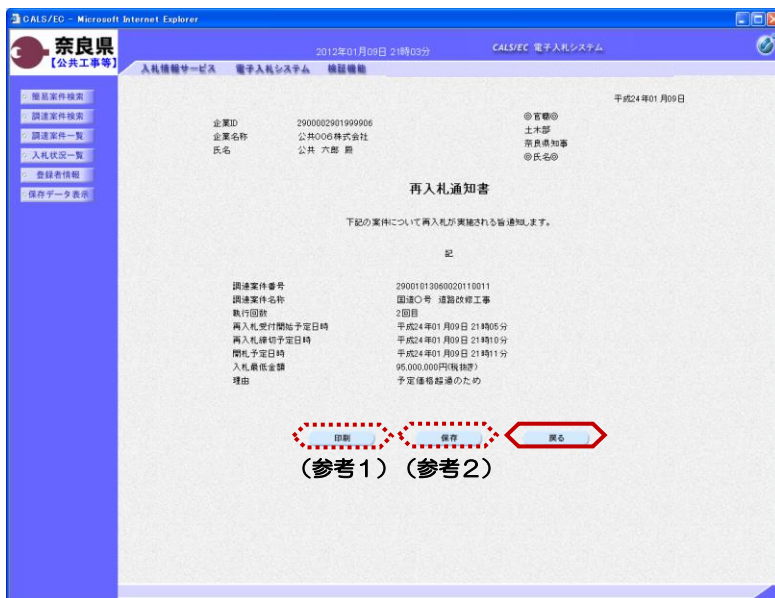 CALS/EC - Microsoft Internet Explorer
奈良県
【公共工事等】
2012年01月09日 21時03分
CALS/EC 電子入札システム
入札情報サービス 電子入札システム 検証機能
簡易案件検索
調達案件検索
調達案件一覧
入札状況一覧
登録者情報
保存データ表示
平成24年01月09日
企業ID 2900002901999906
企業名称 公共006株式会社
氏名 公共 六郎 殿
◎官職◎
土木部
奈良県知事
◎氏名◎
再入札通知書
下記の案件について再入札が実施される旨通知します。
記
調達案件番号 29001013060020110011
調達案件名称 国道〇号 道路改修工事
執行回数 2回目
再入札受付開始予定日時 平成24年01月09日 21時05分
再入札締切予定日時 平成24年01月09日 21時10分
開札予定日時 平成24年01月09日 21時11分
入札最低金額 95,000,000円(税抜き)
理由 予定価格超過のため
印刷 保存 戻る
(参考1) (参考2)